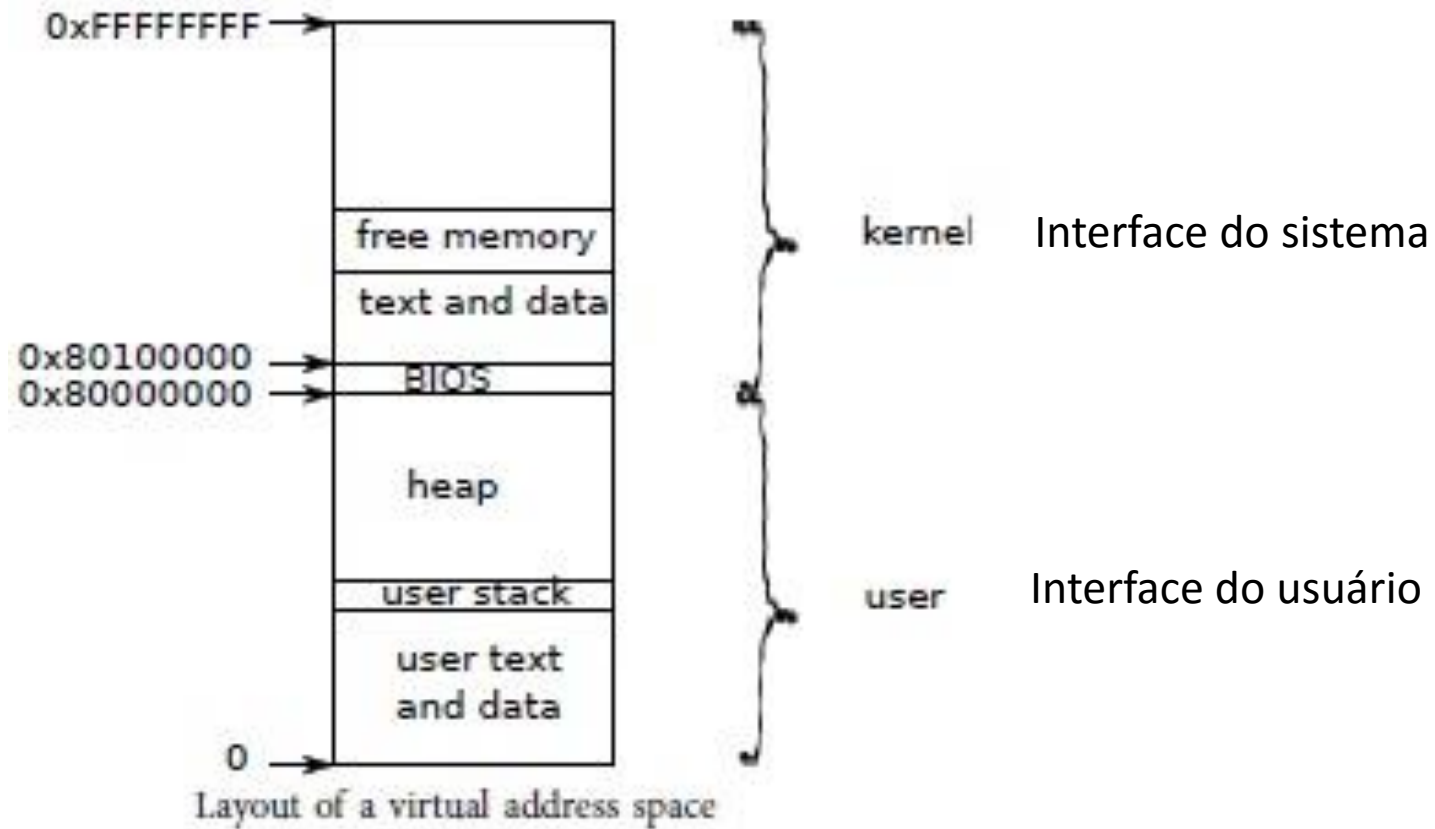 0xFFFFFFFF
free memory
kernel Interface do sistema
text and data
0x80100000
BIOS
0x80000000
heap
user stack
user Interface do usuário
user text
and data
0
Layout of a virtual address space